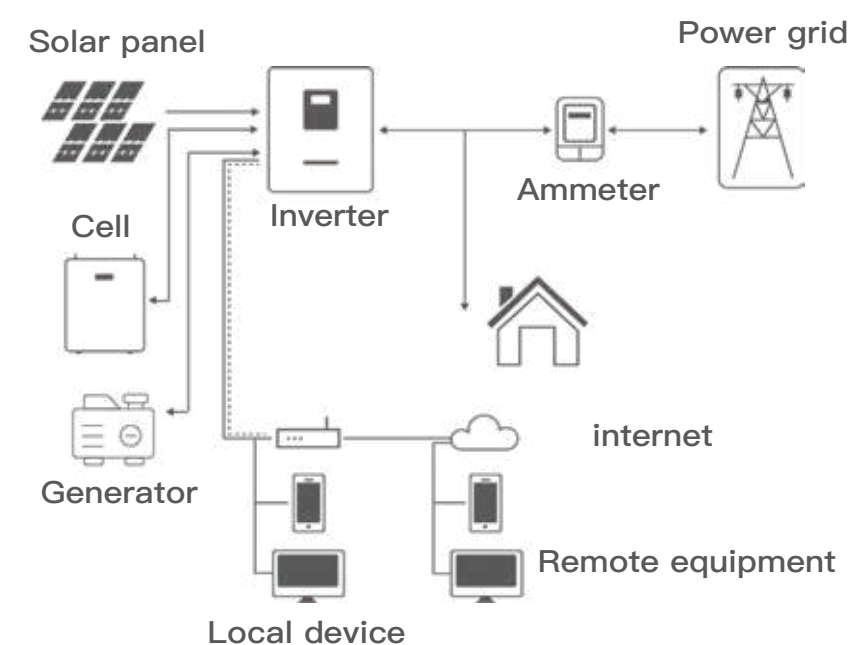 Solar panel
Power grid
Inverter
Ammeter
Cell
Generator
internet
Remote equipment
Local device